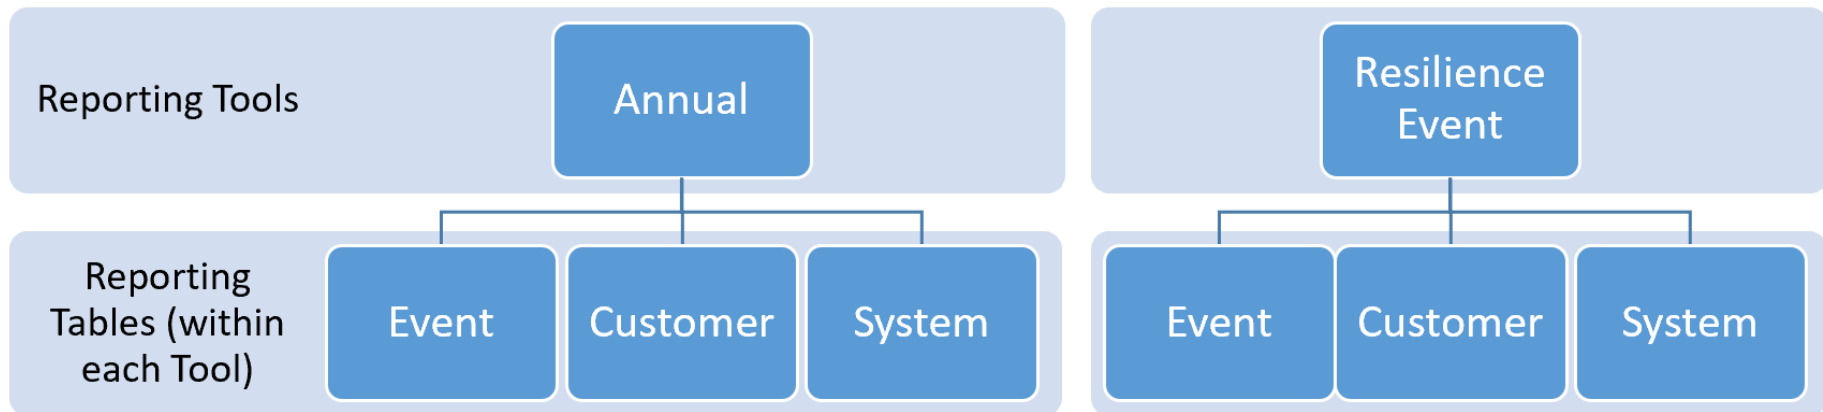 Reporting Tools
Annual
Resilience
Event
Reporting
Tables (within
each Tool)
Event
Customer
System
Event
Customer
System